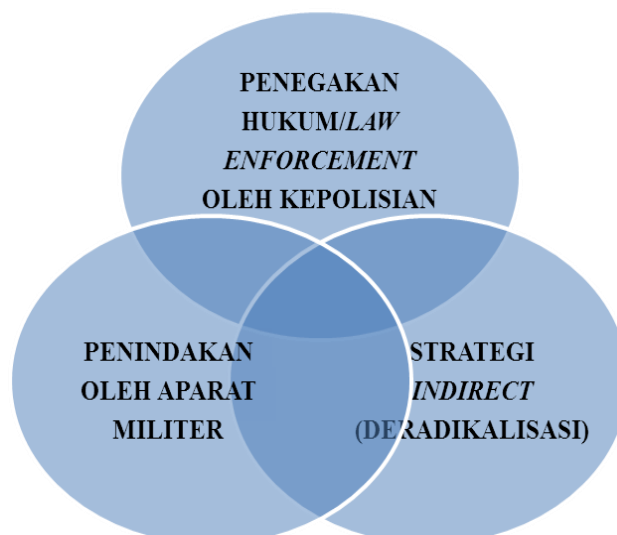 PENEGAKAN
HUKUM/LAW
ENFORCEMENT
OLEH KEPOLISIAN
PENINDAKAN
OLEH APARAT
MILITER
STRATEGI
INDIRECT
(DERADIKALISASI)